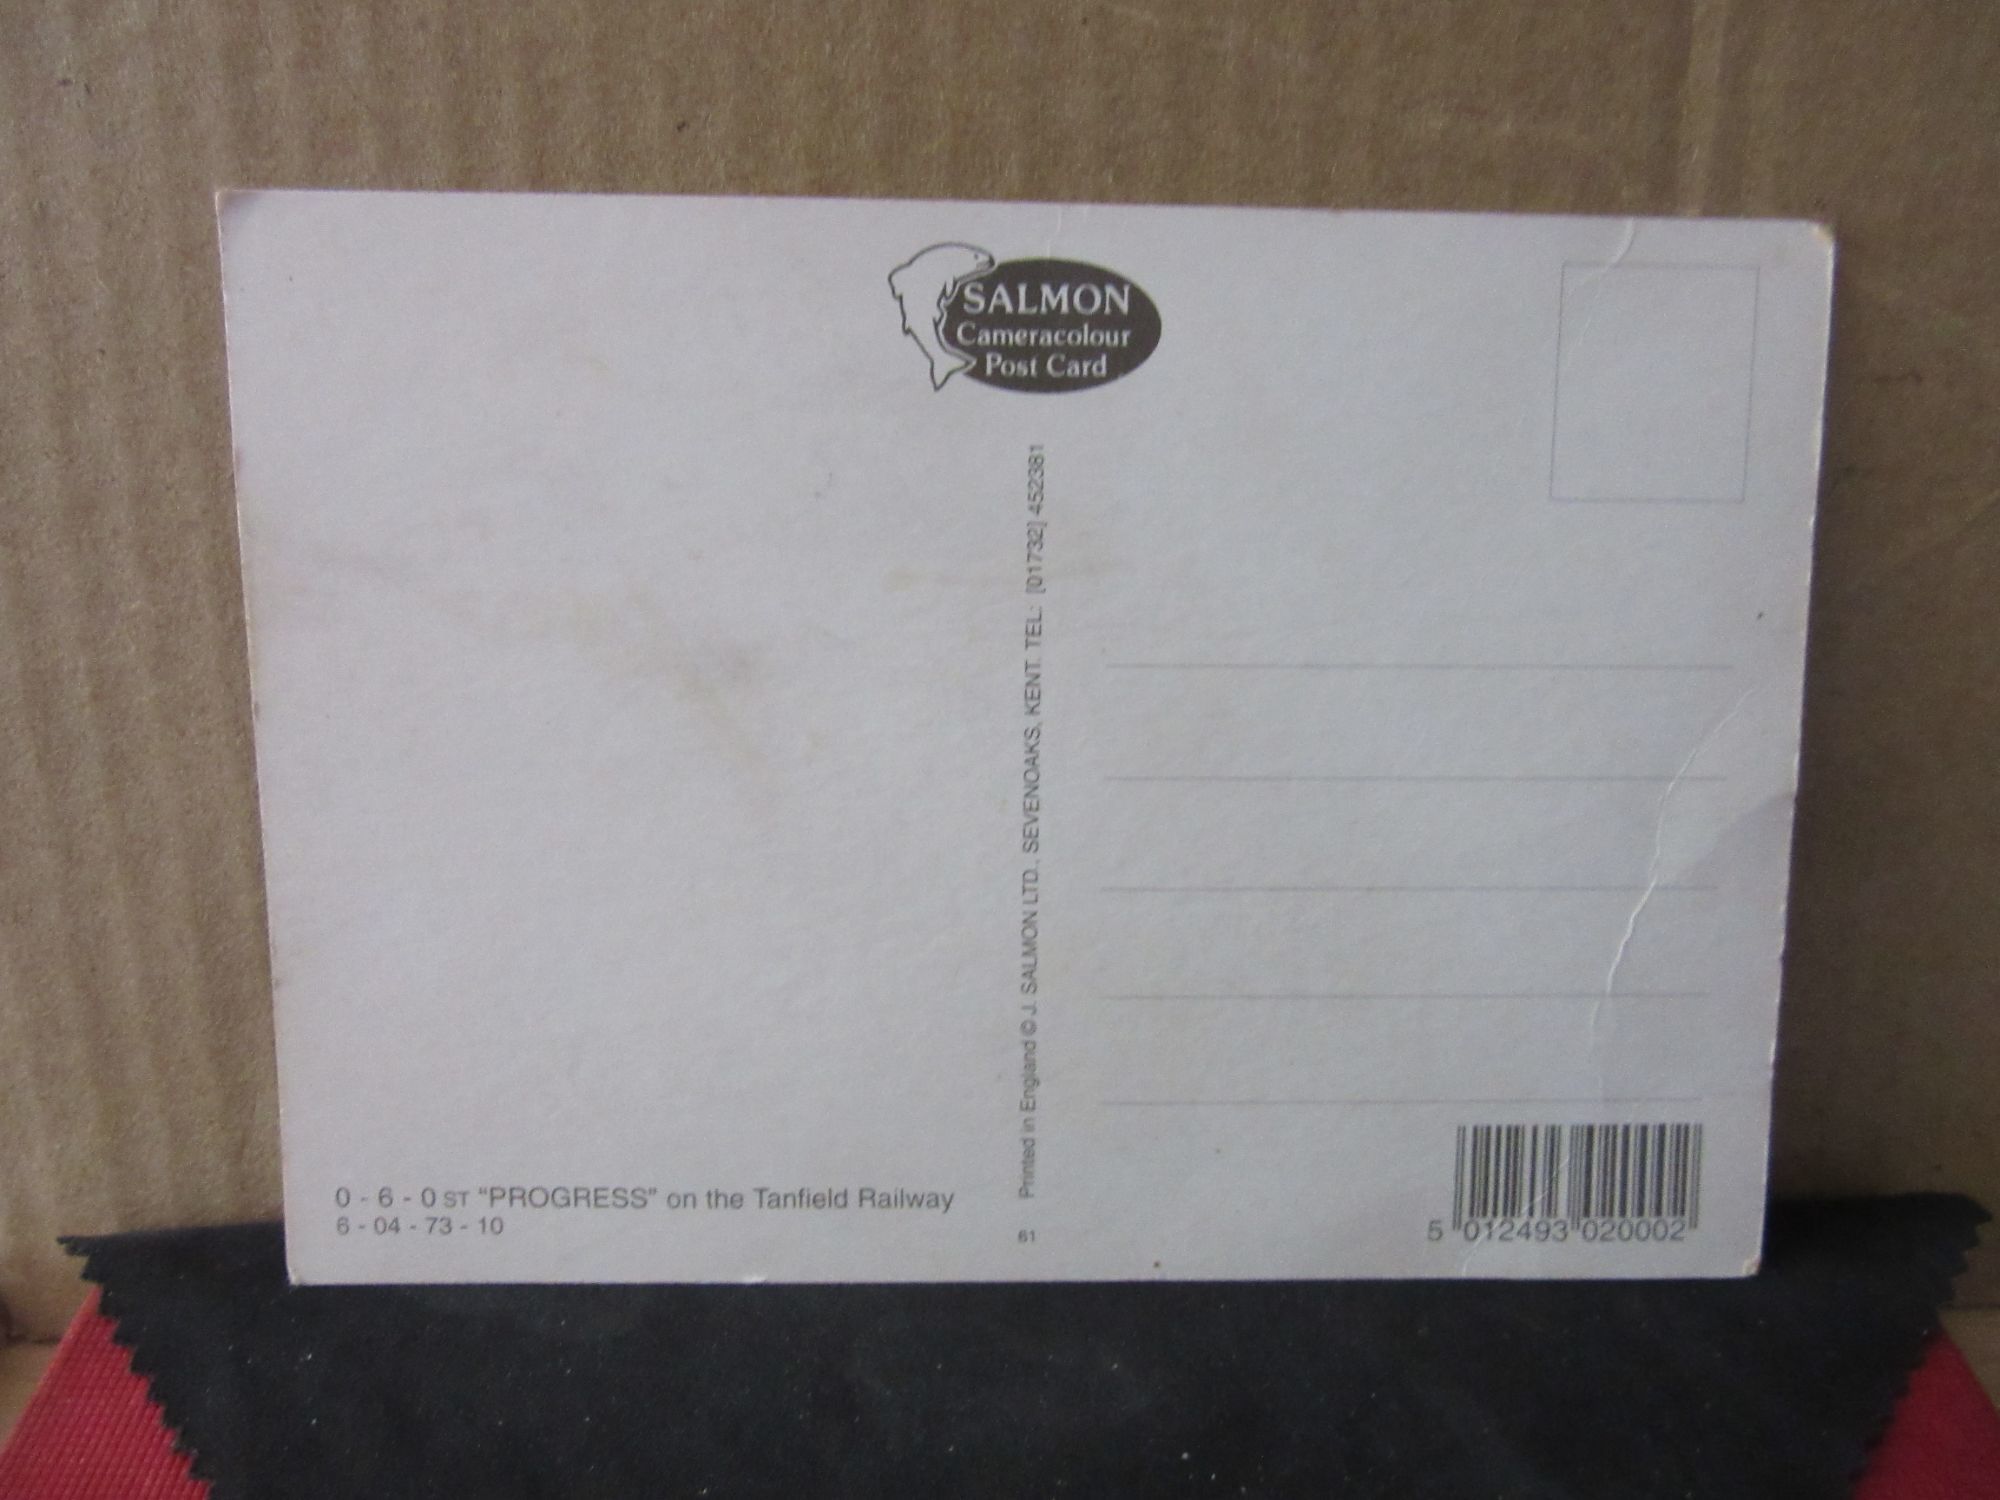 SALMON
Cameracolour
Post Card
Printed in England © J. SALMON LTD., SEVENOAKS, KENT. TEL: [01732] 452381
0 - 6 - 0 ST “PROGRESS” on the Tanfield Railway
6 - 04 - 73 - 10
61
5 012493 020002